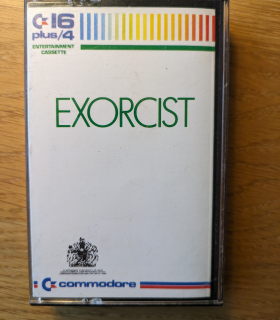 C16
plus/4
ENTERTAINMENT
CASSETTE
EXORCIST
commodore